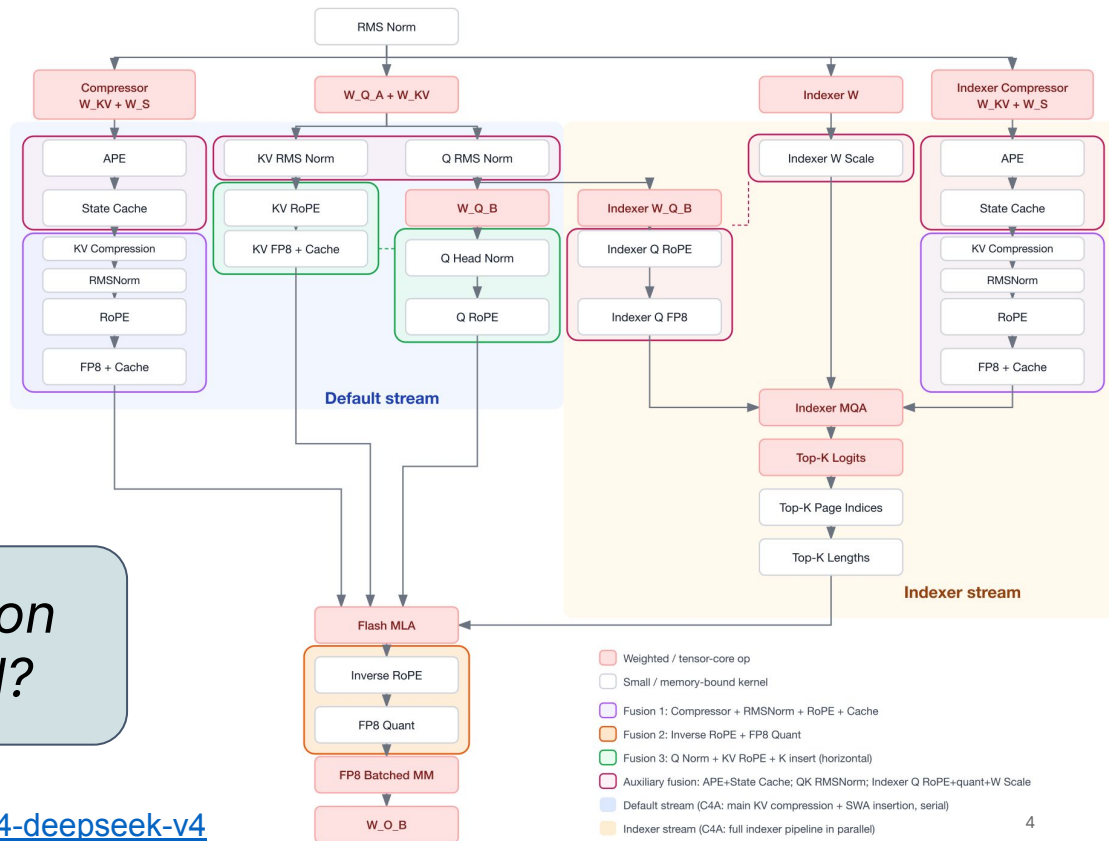 RMS Norm
Compressor
W_KV + W_S
W_Q_A + W_KV
Indexer W
Indexer Compressor
W_KV + W_S
APE
State Cache
KV Compression
RMSNorm
RoPE
FP8 + Cache
KV RMS Norm
Q RMS Norm
KV RoPE
KV FP8 + Cache
W_Q_B
Q Head Norm
Q RoPE
Default stream
Indexer W_Q_B
Indexer Q RoPE
Indexer Q FP8
Indexer W Scale
APE
State Cache
KV Compression
RMSNorm
RoPE
FP8 + Cache
Indexer MQA
Top-K Logits
Top-K Page Indices
Top-K Lengths
Indexer stream
Flash MLA
Inverse RoPE
FP8 Quant
FP8 Batched MM
W_O_B
Weighted / tensor-core op
Small / memory-bound kernel
Fusion 1: Compressor + RMSNorm + RoPE + Cache
Fusion 2: Inverse RoPE + FP8 Quant
Fusion 3: Q Norm + KV RoPE + K insert (horizontal)
Auxiliary fusion: APE+State Cache; QK RMSNorm; Indexer Q RoPE+quant+W Scale
Default stream (C4A: main KV compression + SWA insertion, serial)
Indexer stream (C4A: full indexer pipeline in parallel)
on
l?
4-deepseek-v4
4